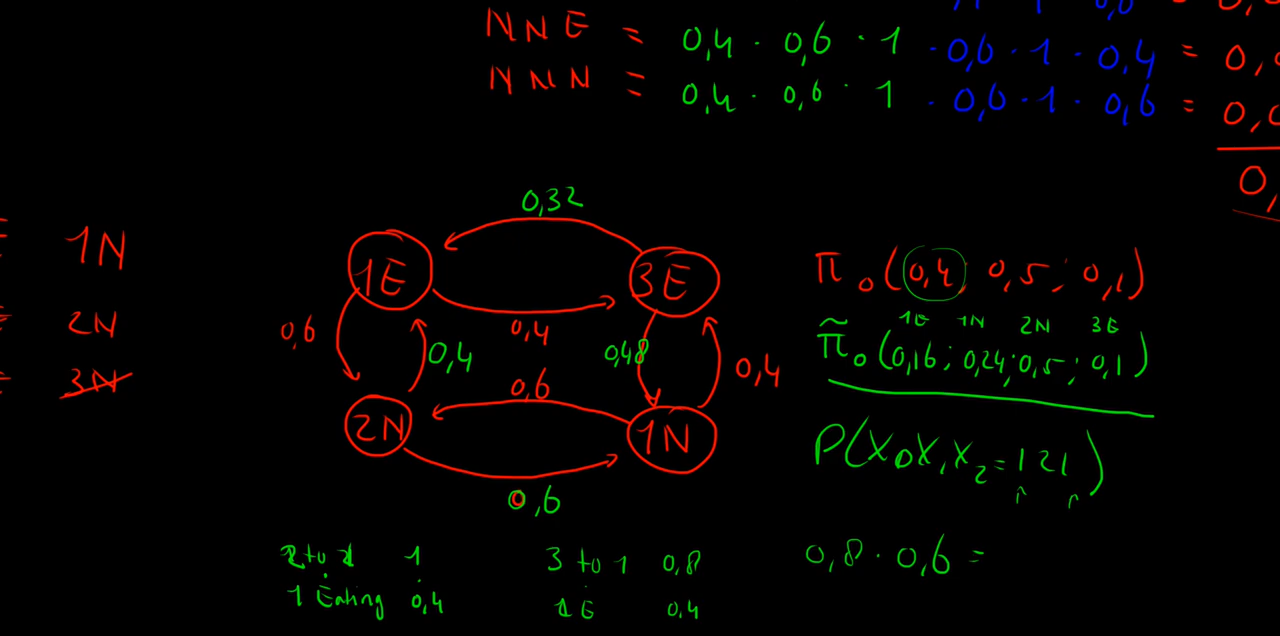 NNE = 0,4 · 0,6 · 1 · 0,6 · 1 · 0,4 = 0,
NNN = 0,4 · 0,6 · 1 · 0,6 · 1 · 0,6 = 0,0
0,
1N
2N
3N
0,32
1E
3E
0,6
0,4
0,4
0,48
0,4
0,6
2N
1N
0,6
π0 (0,4; 0,5; 0,1)
1E 1N 2N 3E
π̃0 (0,16; 0,24; 0,5; 0,1)
P(X0X1X2=121)
2 to 1 1
1 Eating 0,4
3 to 1 0,8
1E 0,4
0,8 · 0,6 =